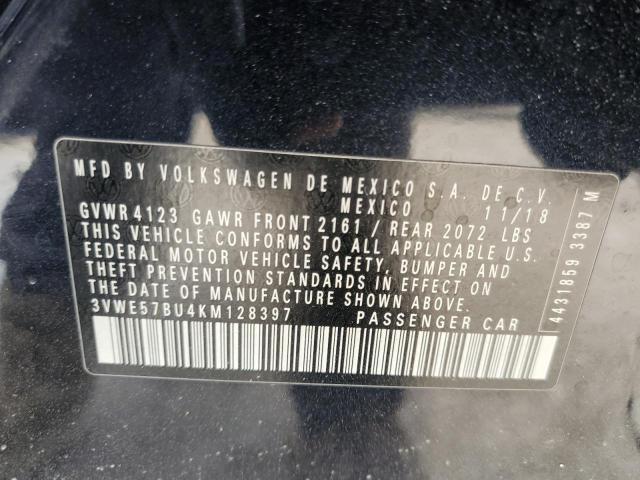 MFD BY VOLKSWAGEN DE MEXICO S.A. DE C.V.
MEXICO 11/18
GVWR 4123 GAWR FRONT 2161 / REAR 2072 LBS
THIS VEHICLE CONFORMS TO ALL APPLICABLE U.S.
FEDERAL MOTOR VEHICLE SAFETY, BUMPER AND
THEFT PREVENTION STANDARDS IN EFFECT ON
THE DATE OF MANUFACTURE SHOWN ABOVE.
3VWE57BU4KM128397 PASSENGER CAR
4431859 3387 M